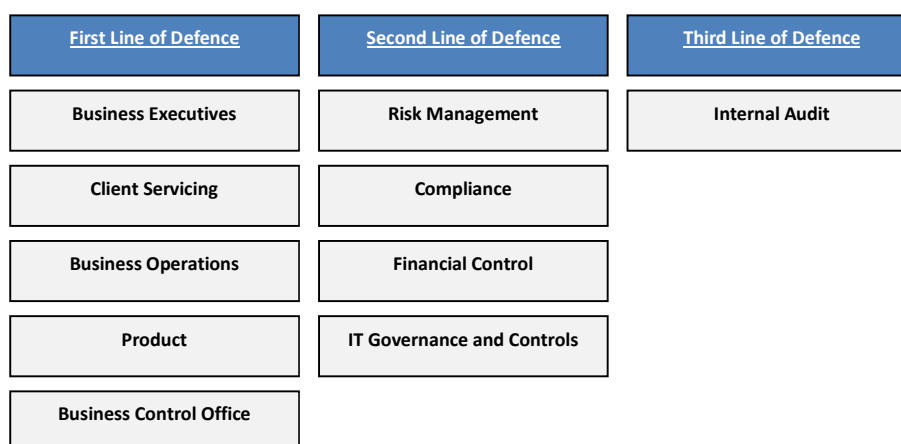 First Line of Defence
Second Line of Defence
Third Line of Defence
Business Executives
Risk Management
Internal Audit
Client Servicing
Compliance
Business Operations
Financial Control
Product
IT Governance and Controls
Business Control Office